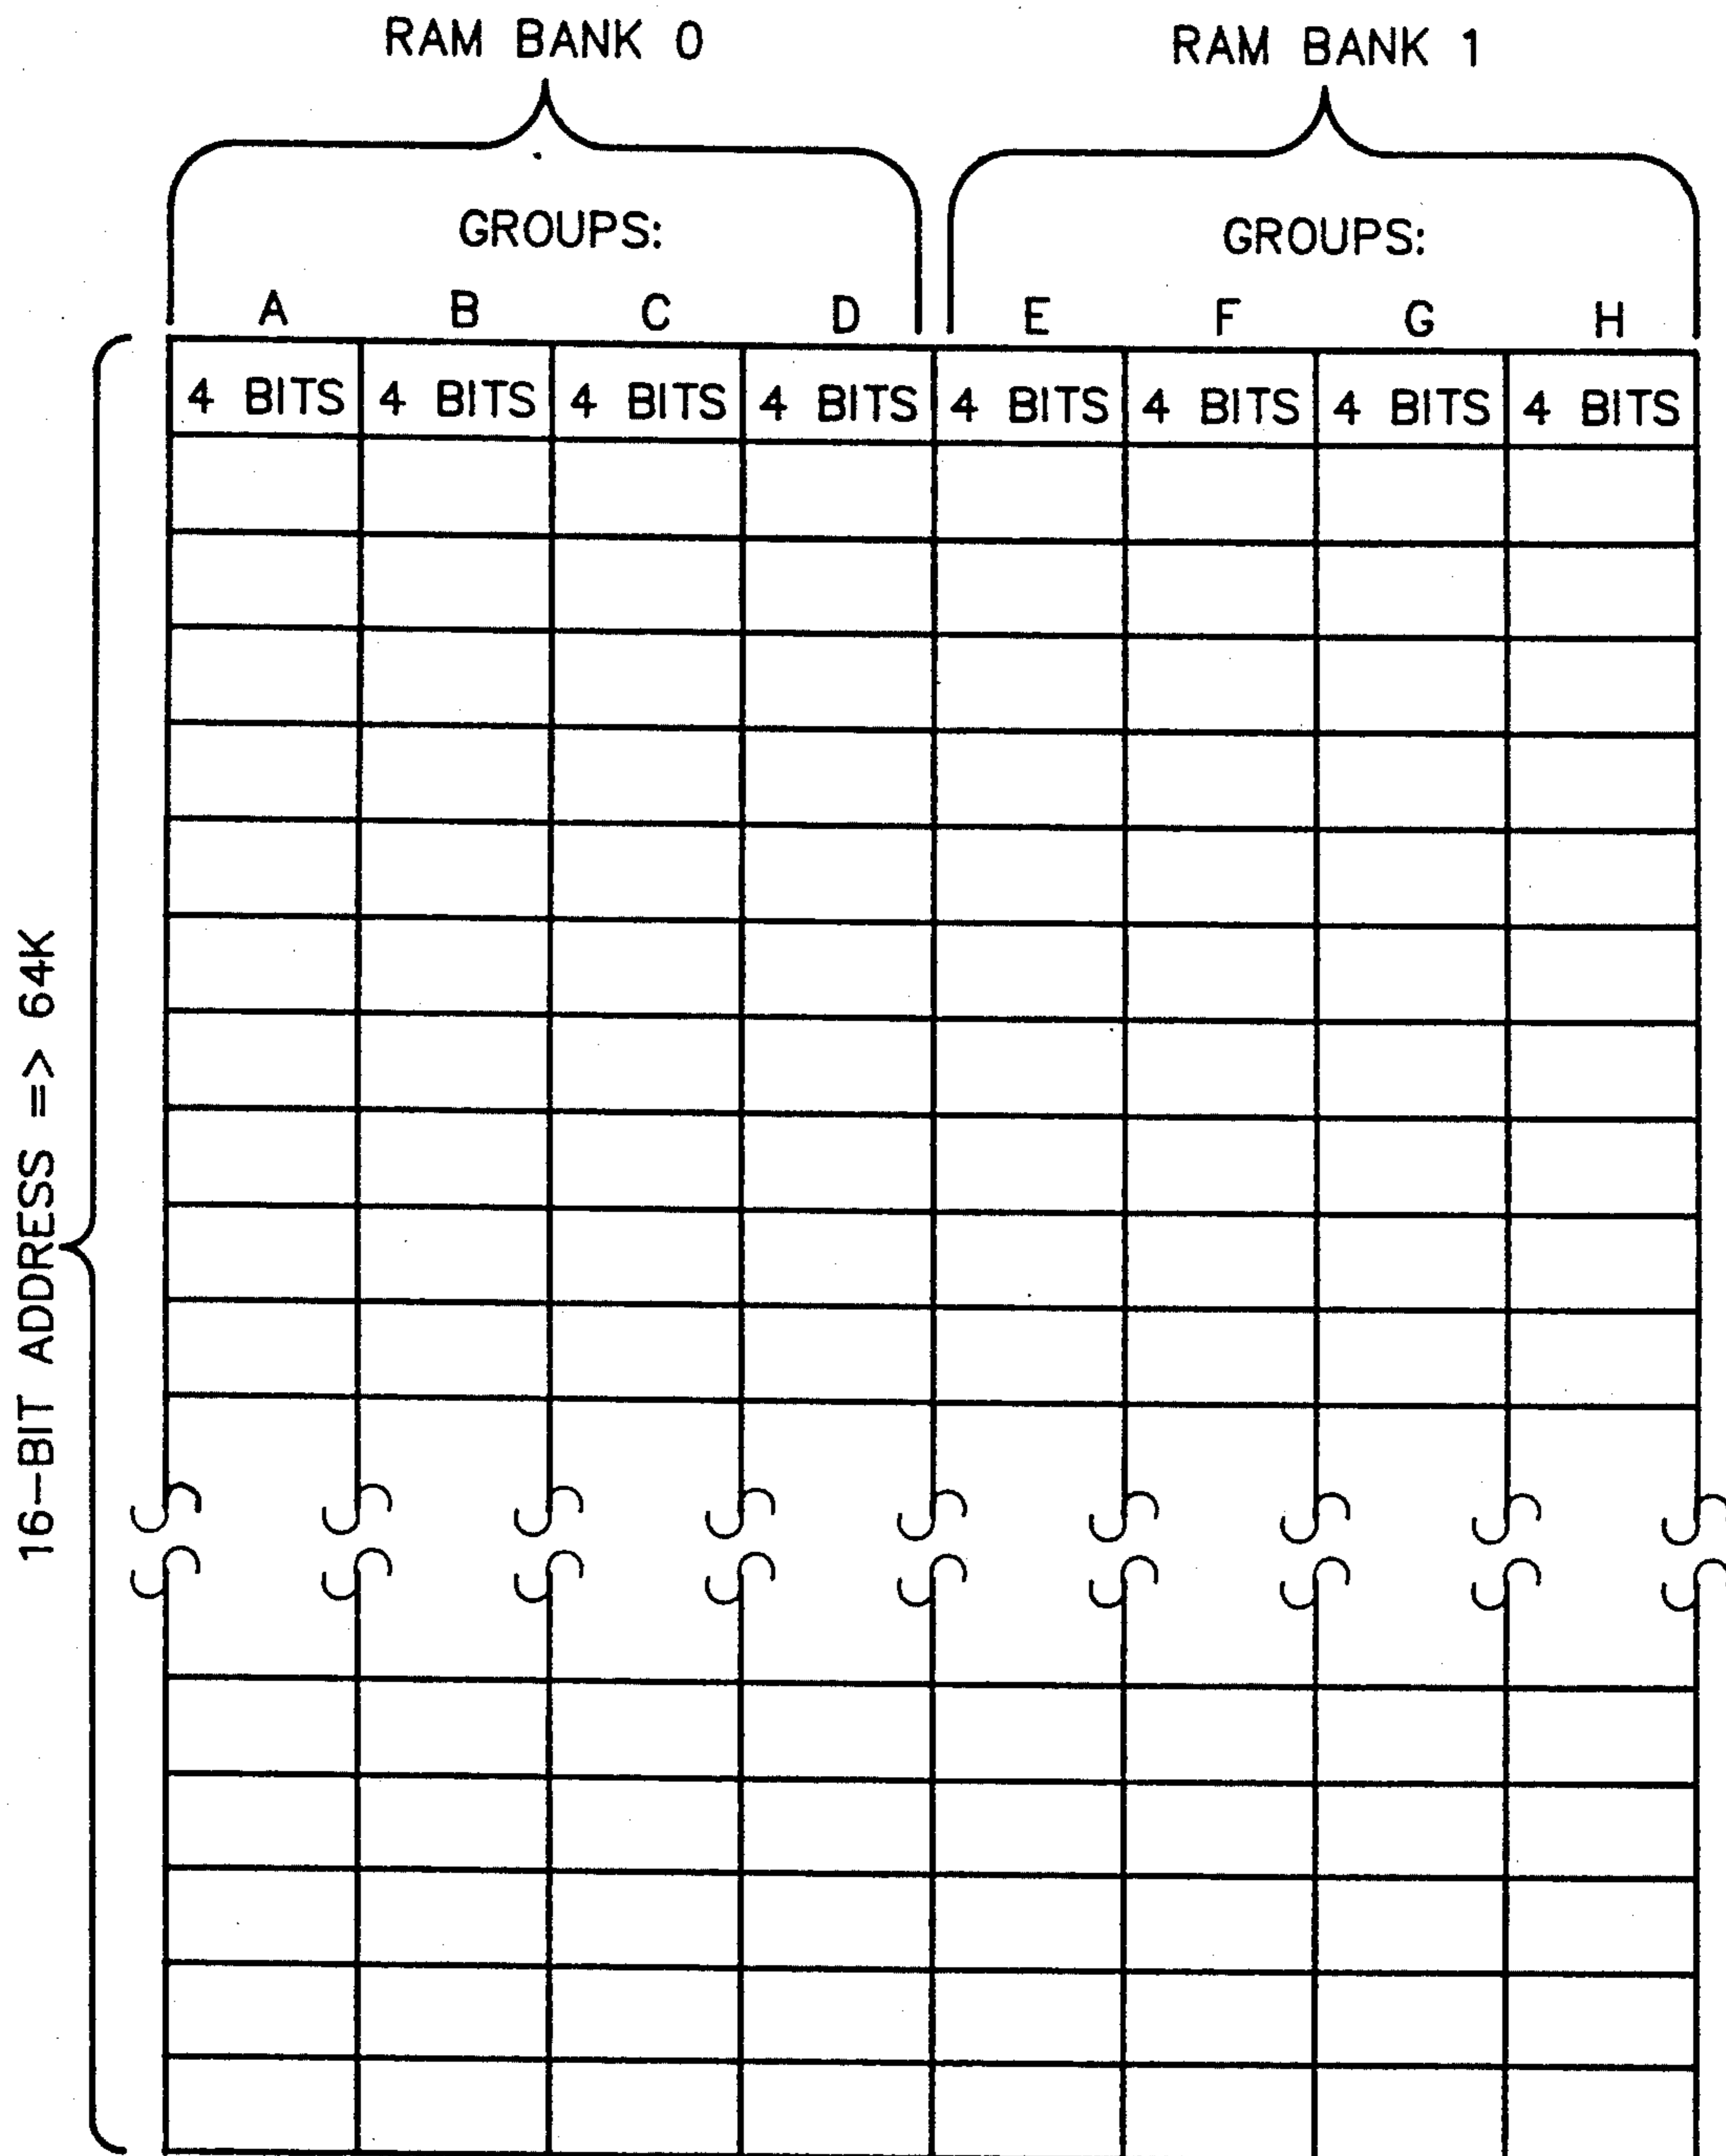 RAM BANK 0 RAM BANK 1
GROUPS: GROUPS:
A B C D E F G H
4 BITS 4 BITS 4 BITS 4 BITS 4 BITS 4 BITS 4 BITS 4 BITS
16-BIT ADDRESS => 64K